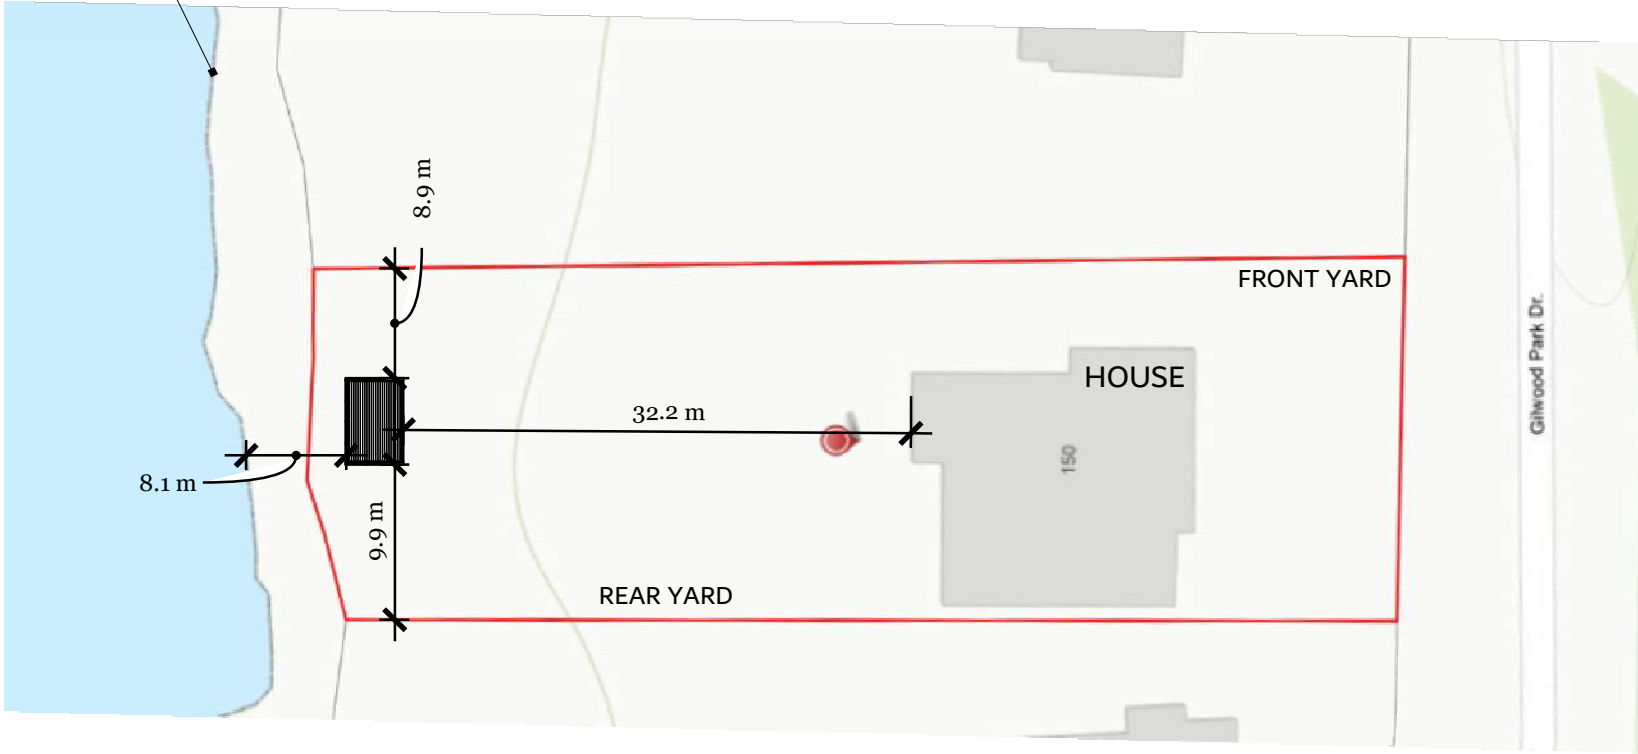 8.9 m
FRONT YARD
Gilwood Park Dr.
HOUSE
32.2 m
150
8.1 m
9.9 m
REAR YARD